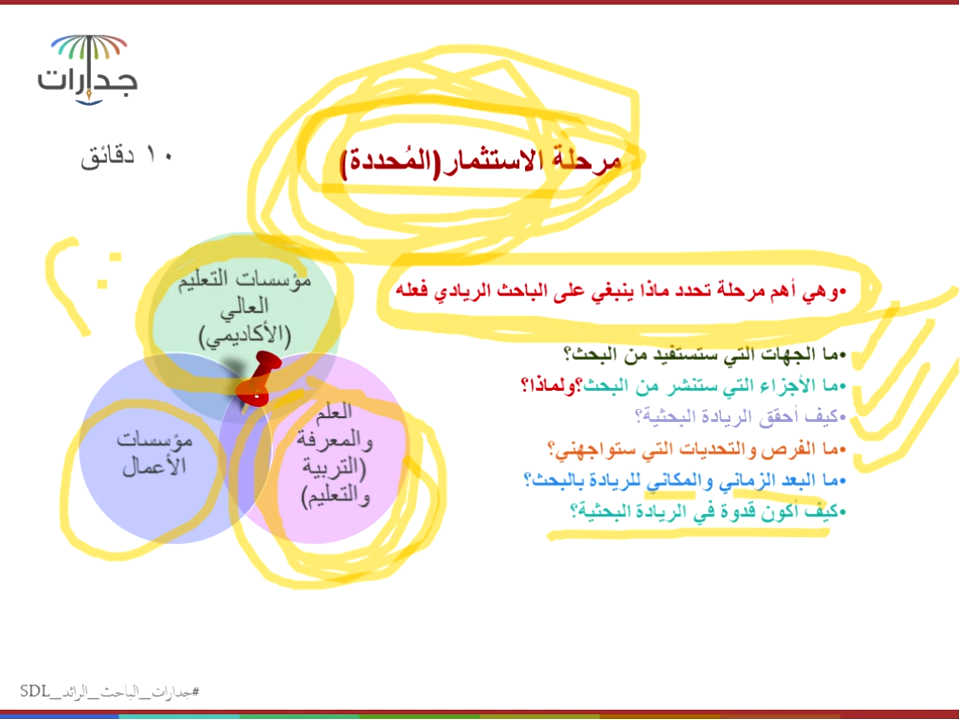 جدارات
١٠ دقائق
مرحلة الاستثمار(المُحددة)
•وهي أهم مرحلة تحدد ماذا ينبغي على الباحث الريادي فعله
•ما الجهات التي ستستفيد من البحث؟
•ما الأجزاء التي ستنشر من البحث؟ولماذا؟
•كيف أحقق الريادة البحثية؟
•ما الفرص والتحديات التي ستواجهني؟
•ما البعد الزماني والمكاني للريادة بالبحث؟
•كيف أكون قدوة في الريادة البحثية؟
مؤسسات التعليم
العالي
(الأكاديمي)
العلم
والمعرفة
(التربية
والتعليم)
مؤسسات
الأعمال
#جدارات_الباحث_الرائد_SDL